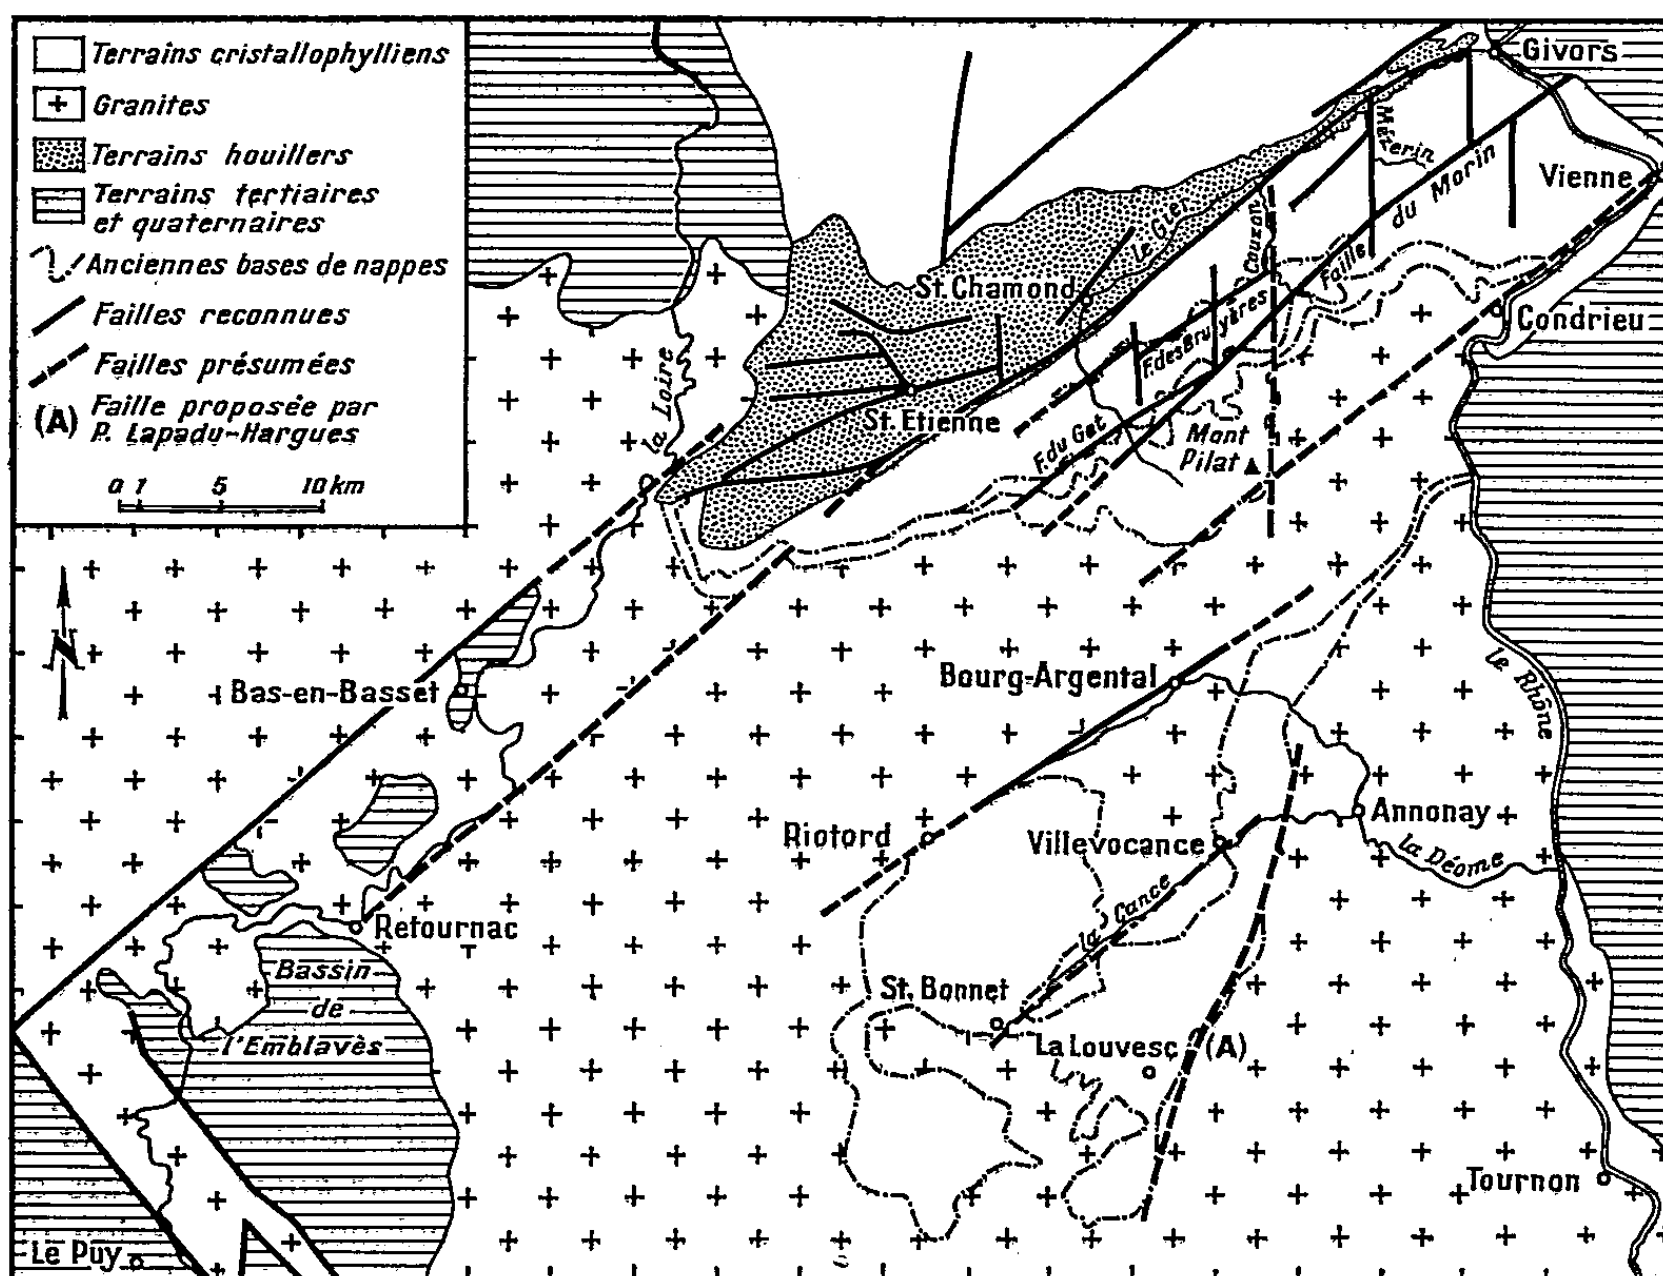 Terrains cristallophylliens
Granites
Terrains houillers
Terrains tertiaires
et quaternaires
Anciennes bases de nappes
Failles reconnues
Failles présumées
(A) Faille proposée par
P. Lapadu-Hargues
0 1 5 10 km
N
Givors
Mézerin
Vienne
Faille du Morin
le Gier
Couzon
St. Chamond
F. des Bruyères
Condrieu
la Loire
St. Etienne
F. du Gat
Mont
Pilat
Bas-en-Basset
Bourg-Argental
le Rhône
Riotord
Villevocance
Annonay
la Déome
la Cance
Retournac
Bassin
de
l'Emblavès
St. Bonnet
La Louvesc
(A)
Tournon
Le Puy